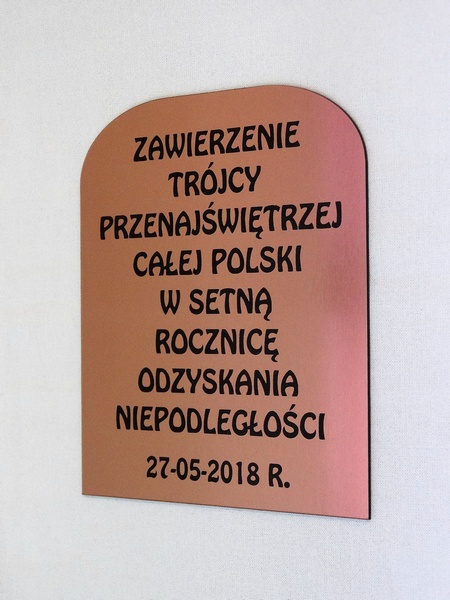 ZAWIERZENIE
TRÓJCY
PRZENAJŚWIĘTRZEJ
CAŁEJ POLSKI
W SETNĄ
ROCZNICĘ
ODZYSKANIA
NIEPODLEGŁOŚCI
27-05-2018 R.